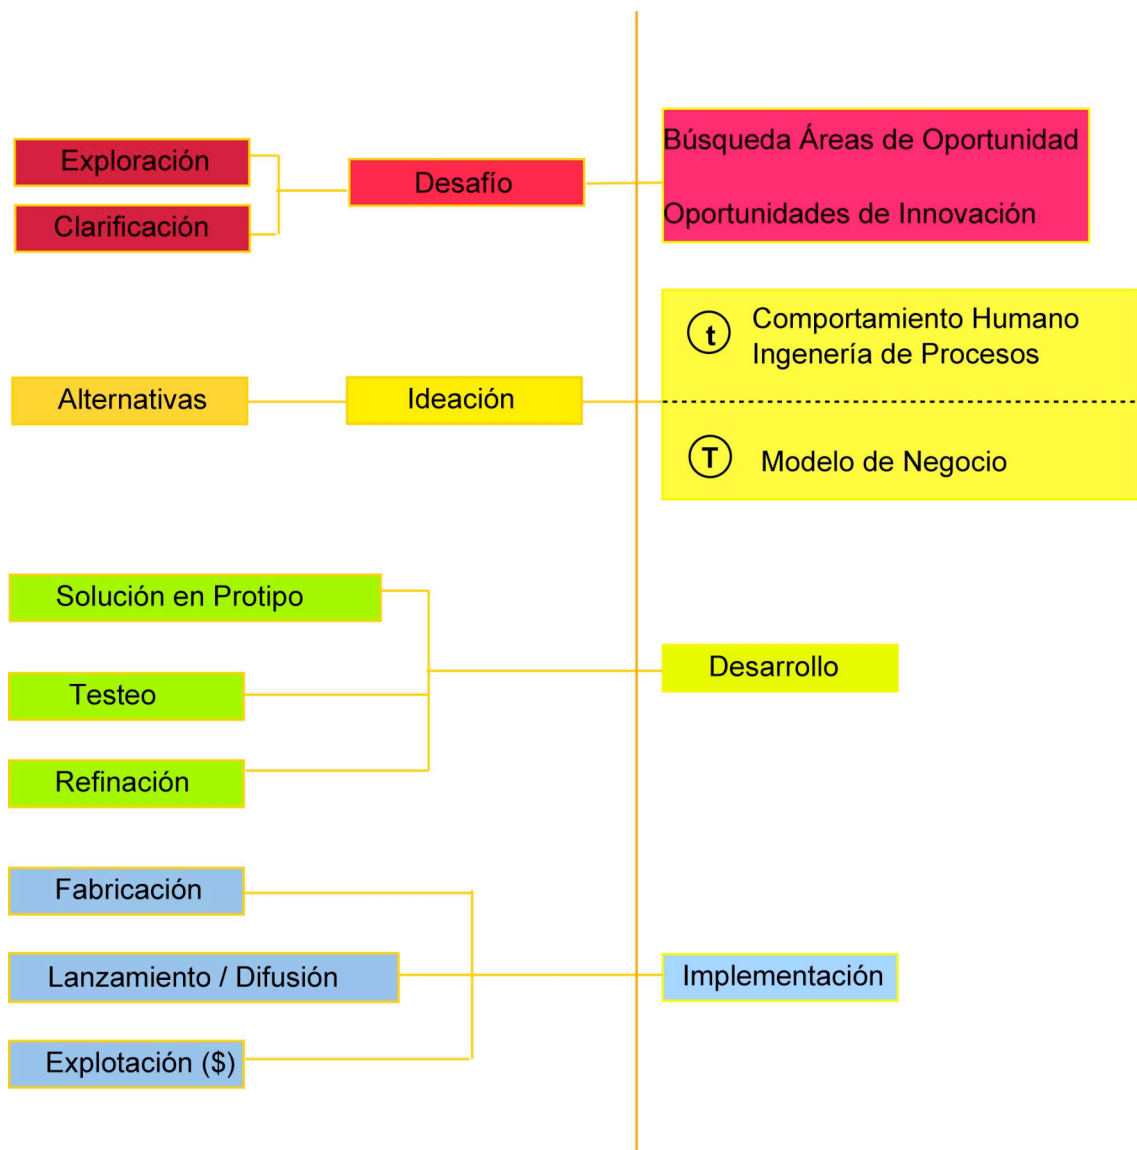 Exploración
Clarificación
Desafío
Búsqueda Áreas de Oportunidad
Oportunidades de Innovación
Alternativas
Ideación
t
Comportamiento Humano
Ingenería de Procesos
T
Modelo de Negocio
Solución en Protipo
Testeo
Refinación
Desarrollo
Fabricación
Lanzamiento / Difusión
Explotación ($)
Implementación